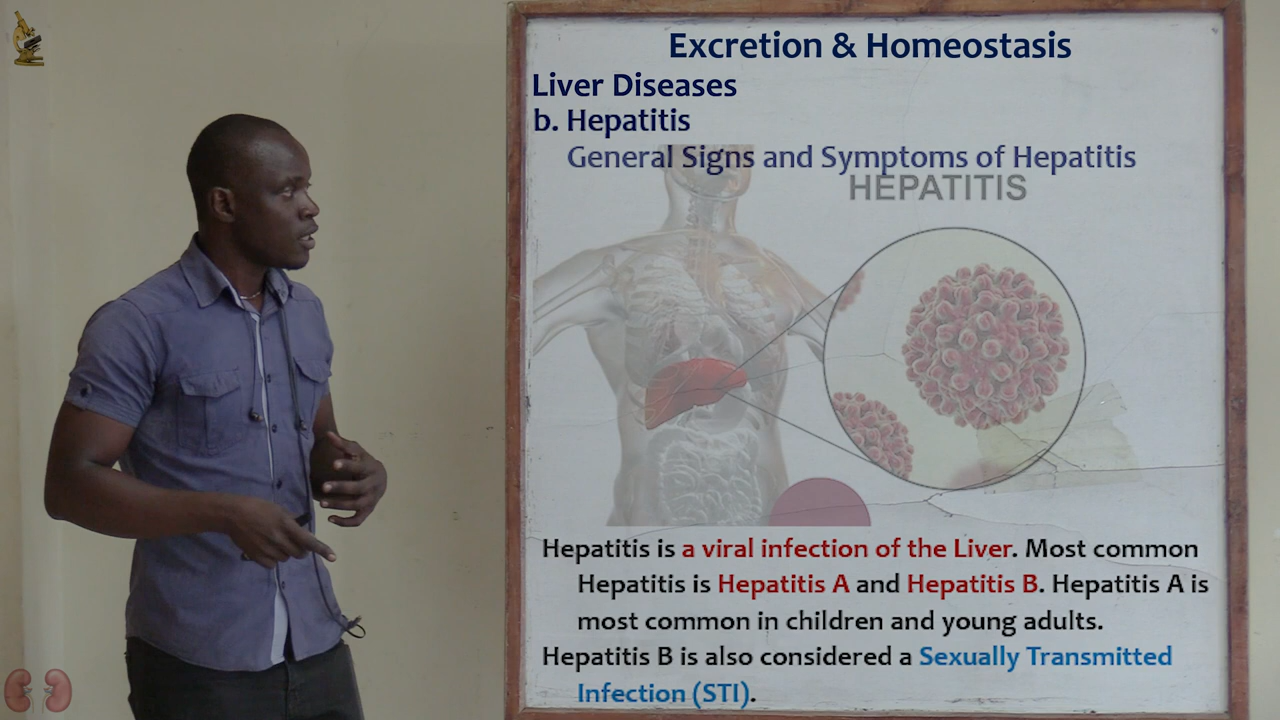 Excretion & Homeostasis
Liver Diseases
b. Hepatitis
General Signs and Symptoms of Hepatitis
HEPATITIS
Hepatitis is a viral infection of the Liver. Most common
Hepatitis is Hepatitis A and Hepatitis B. Hepatitis A is
most common in children and young adults.
Hepatitis B is also considered a Sexually Transmitted
Infection (STI).